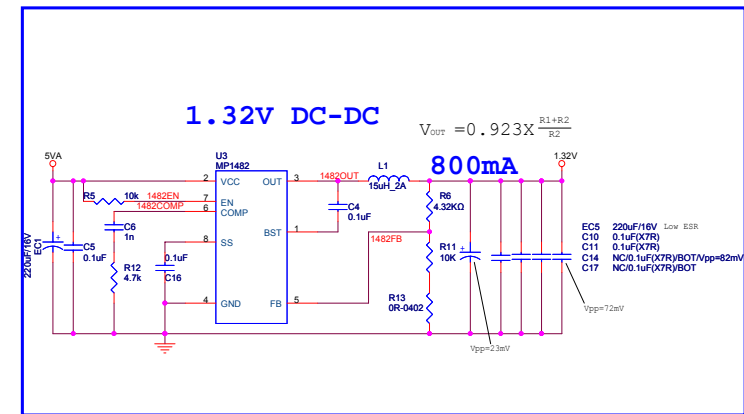 1.32V DC-DC
VOUT =0.923X R1+R2
R2
5VA
U3
MP1482
L1
800mA
1.32V
2 VCC OUT 3 1482OUT
15uH_2A
R5 10k 1482EN 7 EN
1482COMP 6 COMP
C4
0.1uF
R6
4.32KΩ
C6
1n
BST 1
EC5 220uF/16V Low ESR
C10 0.1uF(X7R)
C11 0.1uF(X7R)
C14 NC/0.1uF(X7R)/BOT/Vpp=82mV
C17 NC/0.1uF(X7R)/BOT
8 SS
1482FB
220uF/16V
EC1
C5
0.1uF
R12
4.7k
0.1uF
C16
R11
10K
4 GND FB 5
R13
0R-0402
Vpp=72mV
Vpp=23mV